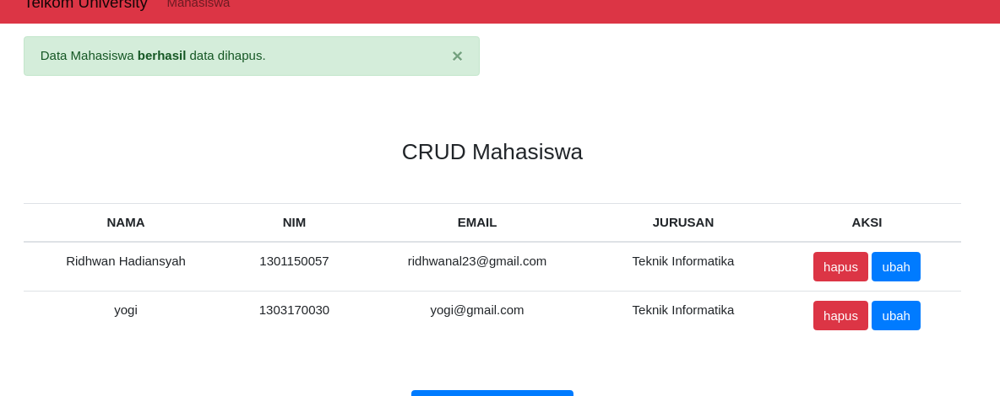 Telkom University Mahasiswa
Data Mahasiswa berhasil data dihapus. ×
CRUD Mahasiswa
NAMA NIM EMAIL JURUSAN AKSI
Ridhwan Hadiansyah 1301150057 ridhwanal23@gmail.com Teknik Informatika hapus ubah
yogi 1303170030 yogi@gmail.com Teknik Informatika hapus ubah